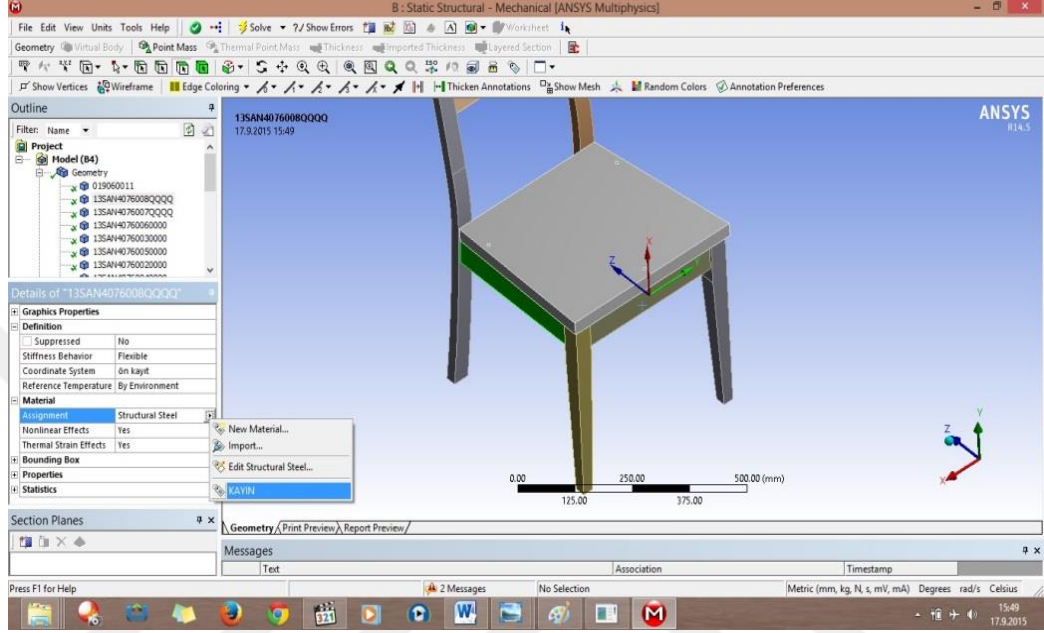 B : Static Structural - Mechanical [ANSYS Multiphysics]
File Edit View Units Tools Help Solve ?/ Show Errors A Worksheet
Geometry Virtual Body Point Mass Thermal Point Mass Thickness Imported Thickness Layered Section
Show Vertices Wireframe Edge Coloring Thicken Annotations Show Mesh Random Colors Annotation Preferences
Outline
Filter: Name
Project
Model (B4)
Geometry
019060011
13SAN4076008QQQQ
13SAN4076007QQQQ
13SAN40760060000
13SAN40760030000
13SAN40760050000
13SAN40760020000
Details of "13SAN4076008QQQQ"
Graphics Properties
Definition
Suppressed No
Stiffness Behavior Flexible
Coordinate System ön kayıt
Reference Temperature By Environment
Material
Assignment Structural Steel
Nonlinear Effects Yes
Thermal Strain Effects Yes
Bounding Box
Properties
Statistics
New Material...
Import...
Edit Structural Steel...
KAYIN
Section Planes
13SAN4076008QQQQ
17.9.2015 15:49
ANSYS
R14.5
X
Z
Y
Z
X
0.00 250.00 500.00 (mm)
125.00 375.00
Geometry Print Preview Report Preview
Messages
Text Association Timestamp
Press F1 for Help 2 Messages No Selection Metric (mm, kg, N, s, mV, mA) Degrees rad/s Celsius
321
15:49
17.9.2015